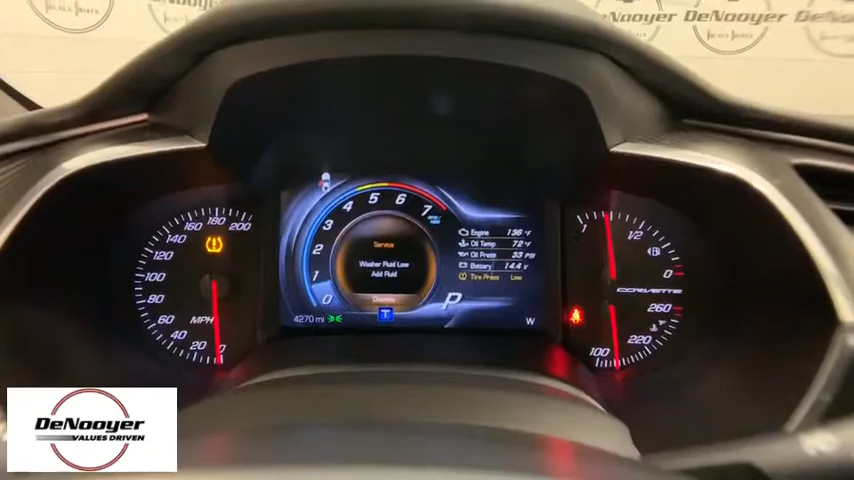 DeNooyer DeNooyer DeNooyer
200
180
160
140
120
100
80
60
40
20
0
MPH
0
1
2
3
4
5
6
7
Service
Washer Fluid Low
Add Fluid
Engine 136 °F
Oil Temp 72 °F
Oil Press 33 PSI
Battery 14.4 V
Tire Press Low
P
4270 mi
T
W
1
1/2
0
CORVETTE
260
220
100
DeNooyer
VALUES DRIVEN